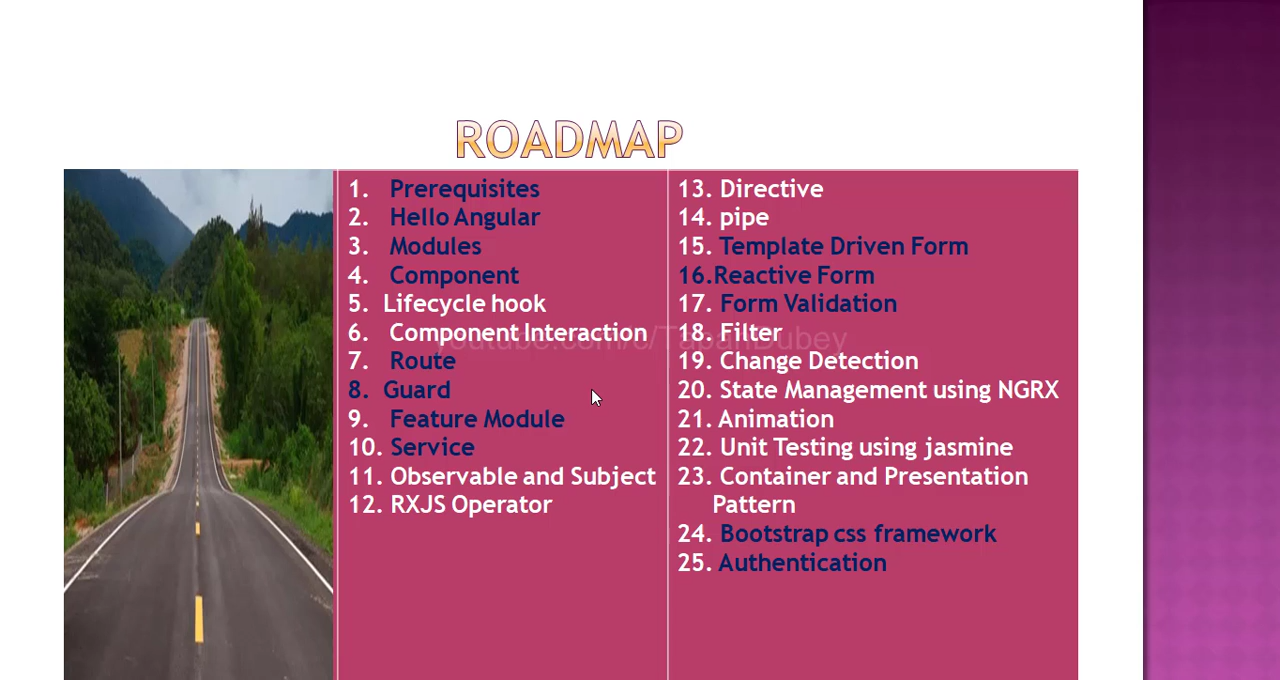 ROADMAP
1. Prerequisites
2. Hello Angular
3. Modules
4. Component
5. Lifecycle hook
6. Component Interaction
7. Route
8. Guard
9. Feature Module
10. Service
11. Observable and Subject
12. RXJS Operator
13. Directive
14. pipe
15. Template Driven Form
16.Reactive Form
17. Form Validation
18. Filter
19. Change Detection
20. State Management using NGRX
21. Animation
22. Unit Testing using jasmine
23. Container and Presentation
Pattern
24. Bootstrap css framework
25. Authentication
youtube.com/c/TapanDubey